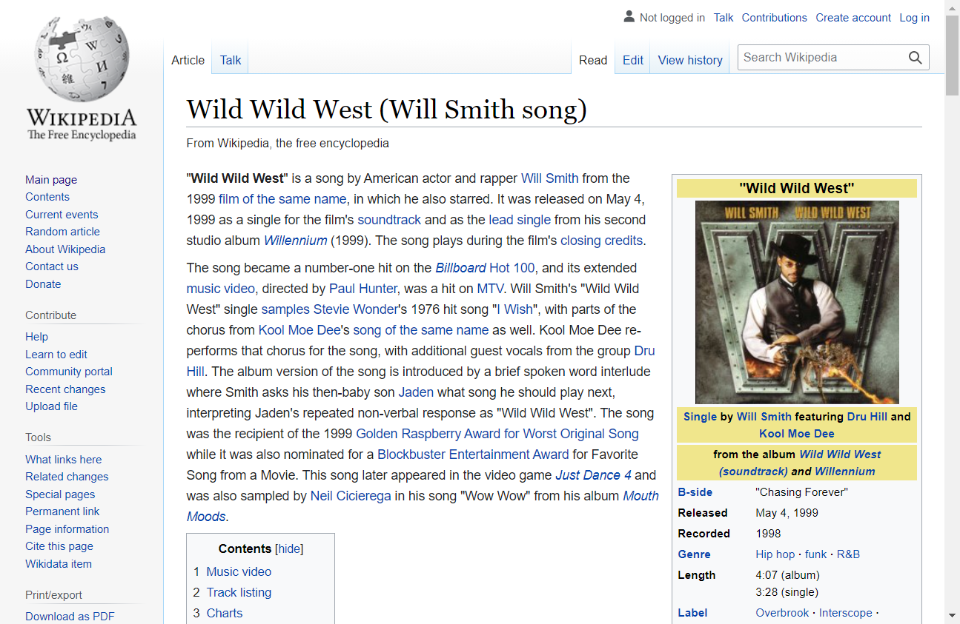 Not logged in Talk Contributions Create account Log in
Article Talk Read Edit View history Search Wikipedia
WIKIPEDIA
The Free Encyclopedia
Main page
Contents
Current events
Random article
About Wikipedia
Contact us
Donate
Contribute
Help
Learn to edit
Community portal
Recent changes
Upload file
Tools
What links here
Related changes
Special pages
Permanent link
Page information
Cite this page
Wikidata item
Print/export
Download as PDF
Wild Wild West (Will Smith song)
From Wikipedia, the free encyclopedia
"Wild Wild West" is a song by American actor and rapper Will Smith from the
1999 film of the same name, in which he also starred. It was released on May 4,
1999 as a single for the film's soundtrack and as the lead single from his second
studio album Willennium (1999). The song plays during the film's closing credits.
The song became a number-one hit on the Billboard Hot 100, and its extended
music video, directed by Paul Hunter, was a hit on MTV. Will Smith's "Wild Wild
West" single samples Stevie Wonder's 1976 hit song "I Wish", with parts of the
chorus from Kool Moe Dee's song of the same name as well. Kool Moe Dee re-
performs that chorus for the song, with additional guest vocals from the group Dru
Hill. The album version of the song is introduced by a brief spoken word interlude
where Smith asks his then-baby son Jaden what song he should play next,
interpreting Jaden's repeated non-verbal response as "Wild Wild West". The song
was the recipient of the 1999 Golden Raspberry Award for Worst Original Song
while it was also nominated for a Blockbuster Entertainment Award for Favorite
Song from a Movie. This song later appeared in the video game Just Dance 4 and
was also sampled by Neil Cicierega in his song "Wow Wow" from his album Mouth
Moods.
Contents [hide]
1 Music video
2 Track listing
3 Charts
"Wild Wild West"
WILL SMITH WILD WILD WEST
Single by Will Smith featuring Dru Hill and
Kool Moe Dee
from the album Wild Wild West
(soundtrack) and Willennium
B-side "Chasing Forever"
Released May 4, 1999
Recorded 1998
Genre Hip hop · funk · R&B
Length 4:07 (album)
3:28 (single)
Label Overbrook · Interscope ·